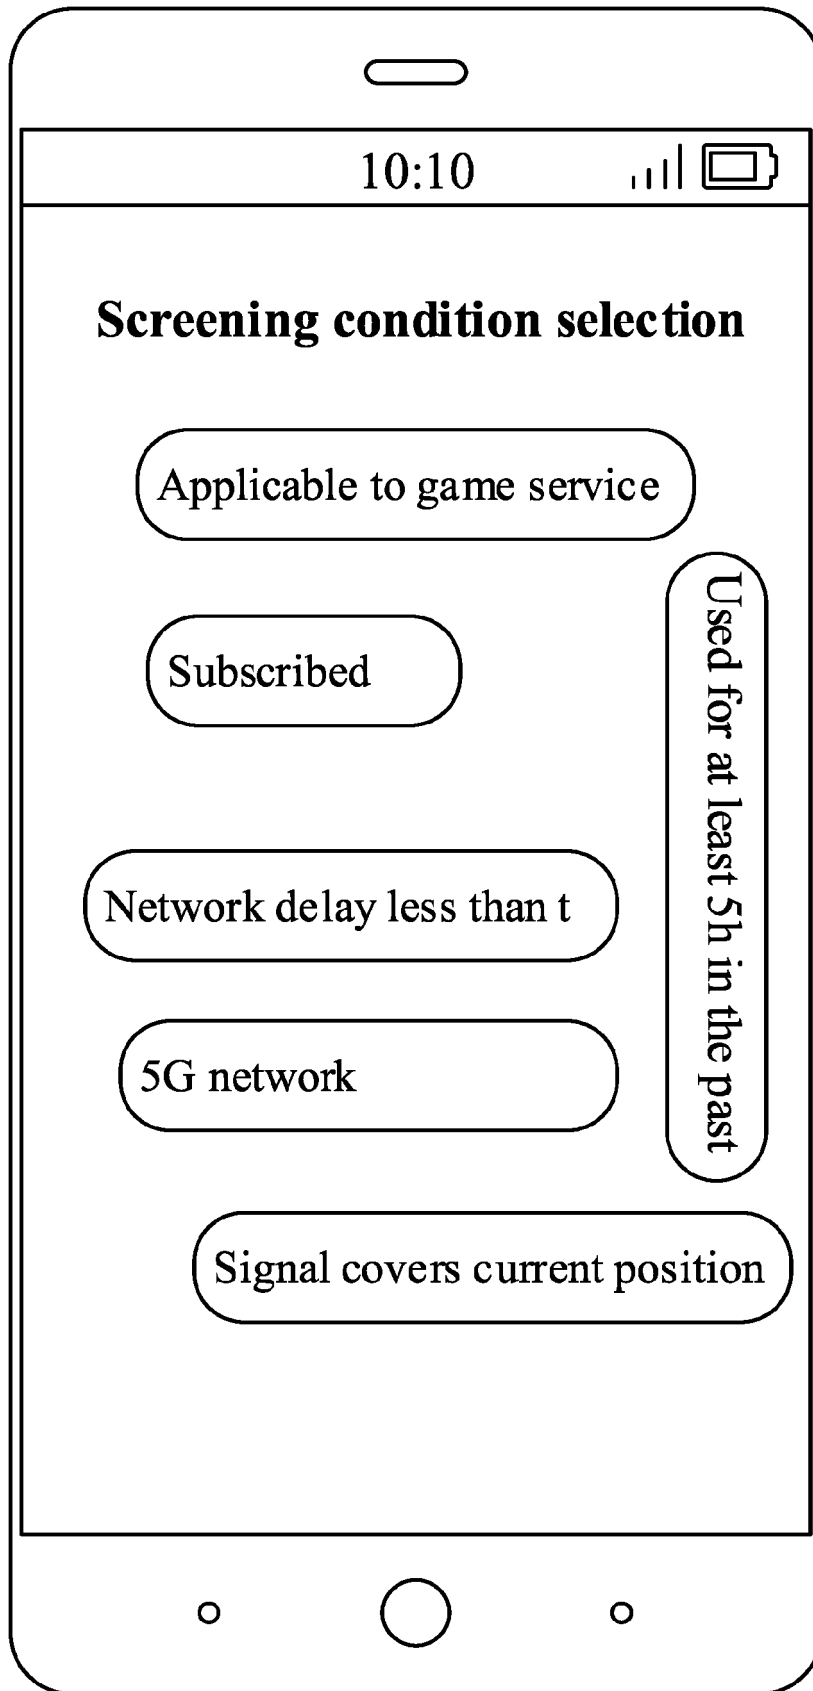 10:10
Screening condition selection
Applicable to game service
Used for at least 5h in the past
Subscribed
Network delay less than t
5G network
Signal covers current position